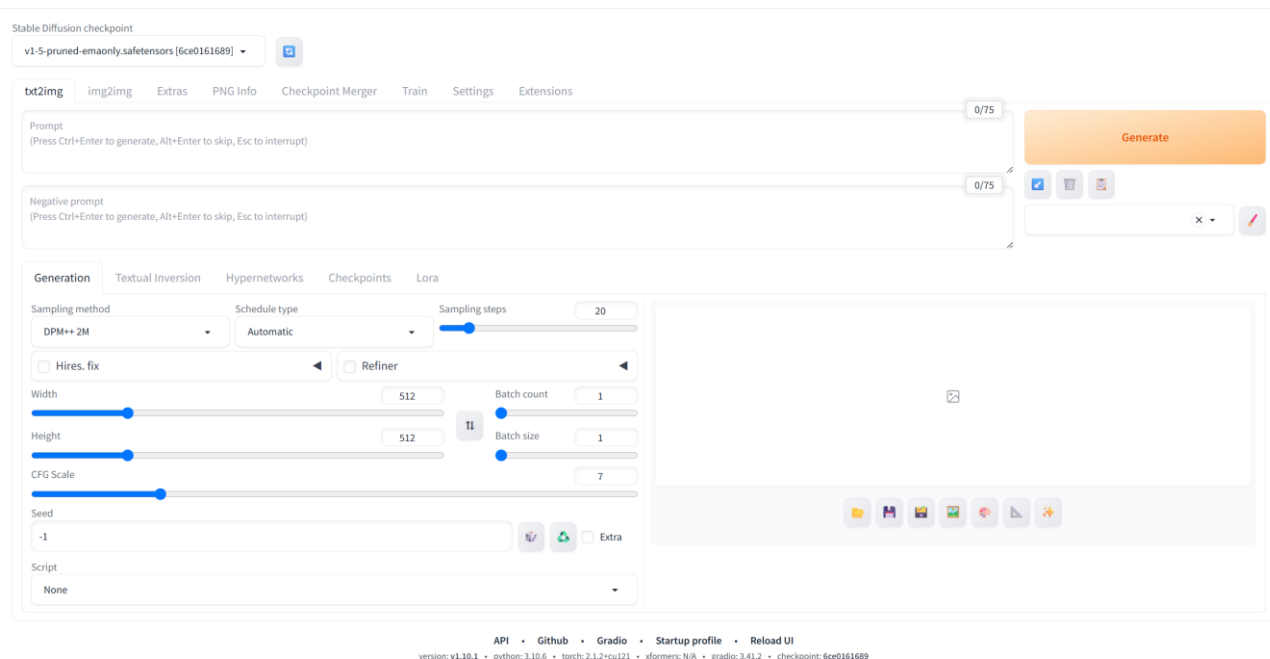 Stable Diffusion checkpoint
v1-5-pruned-emaonly.safetensors [6ce0161689]
txt2img img2img Extras PNG Info Checkpoint Merger Train Settings Extensions
0/75
Prompt
(Press Ctrl+Enter to generate, Alt+Enter to skip, Esc to interrupt)
Generate
0/75
Negative prompt
(Press Ctrl+Enter to generate, Alt+Enter to skip, Esc to interrupt)
Generation Textual Inversion Hypernetworks Checkpoints Lora
Sampling method Schedule type Sampling steps 20
DPM++ 2M Automatic
Hires. fix Refiner
Width 512 Batch count 1
Height 512 Batch size 1
CFG Scale 7
Seed
-1 Extra
Script
None
API • Github • Gradio • Startup profile • Reload UI
version: v1.10.1 • python: 3.10.6 • torch: 2.1.2+cu121 • xformers: N/A • gradio: 3.41.2 • checkpoint: 6ce0161689